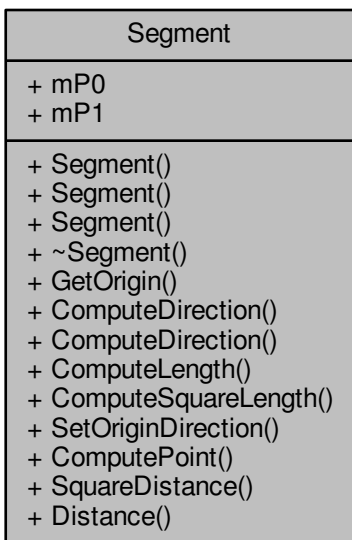 Segment
+ mP0
+ mP1
+ Segment()
+ Segment()
+ Segment()
+ ~Segment()
+ GetOrigin()
+ ComputeDirection()
+ ComputeDirection()
+ ComputeLength()
+ ComputeSquareLength()
+ SetOriginDirection()
+ ComputePoint()
+ SquareDistance()
+ Distance()